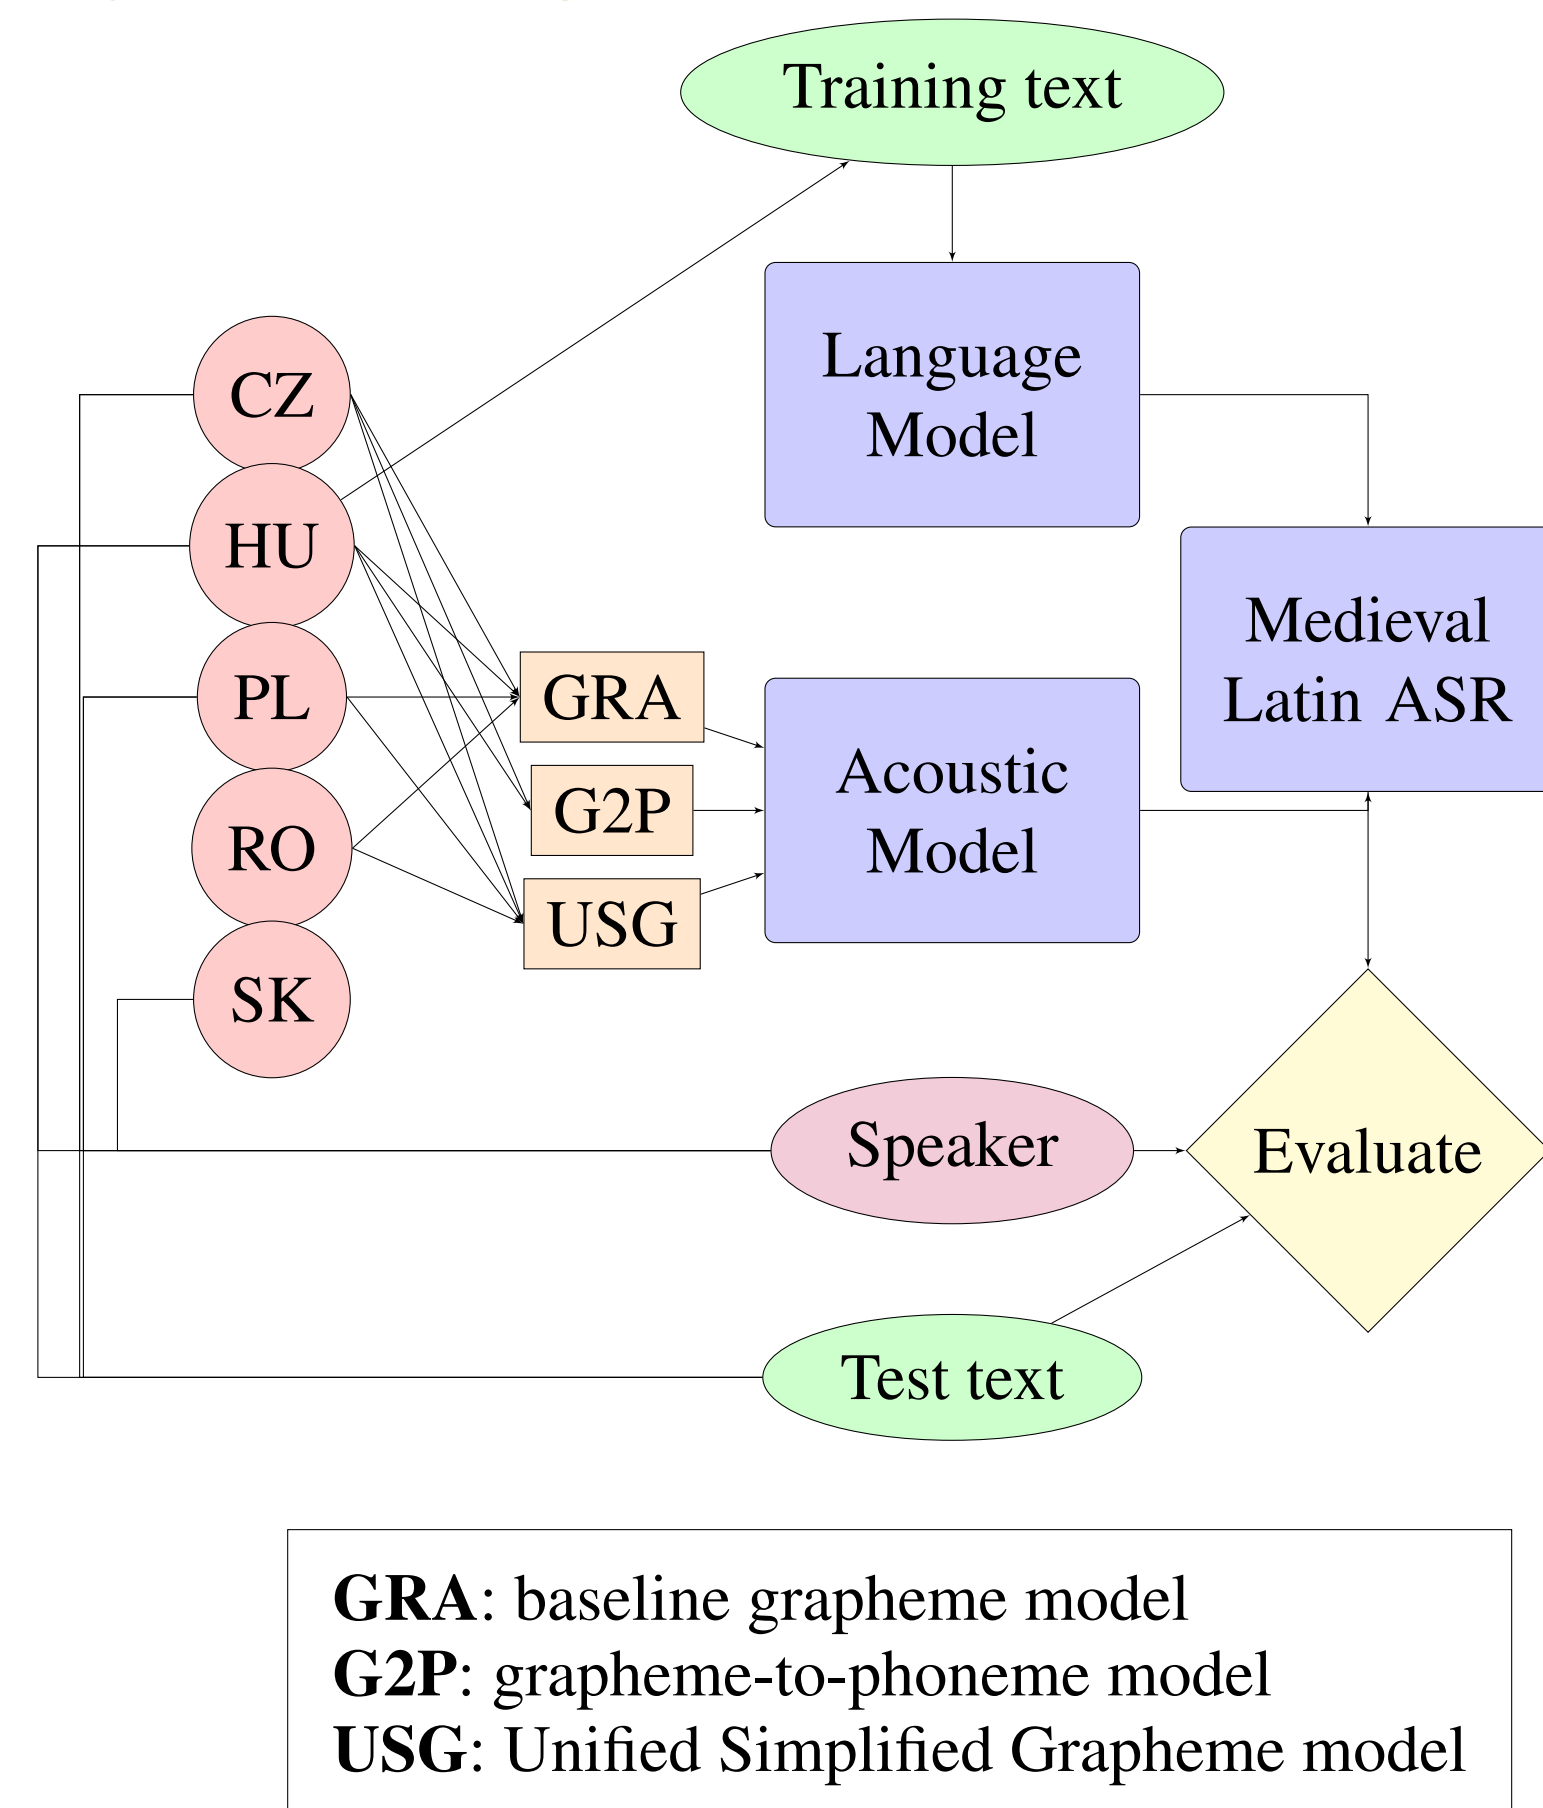 Training text
Language
Model
CZ
HU
Medieval
Latin ASR
PL
GRA
Acoustic
Model
G2P
RO
USG
SK
Speaker
Evaluate
Test text
GRA: baseline grapheme model
G2P: grapheme-to-phoneme model
USG: Unified Simplified Grapheme model